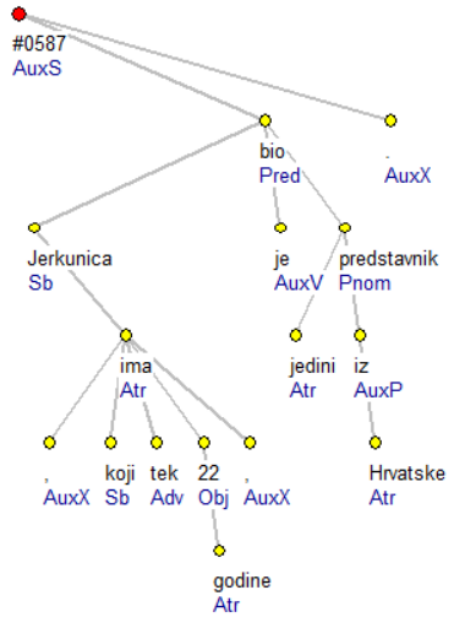 #0587
AuxS
bio .
Pred AuxX
Jerkunica je predstavnik
Sb AuxV Pnom
ima jedini iz
Atr Atr AuxP
, koji tek 22 , Hrvatske
AuxX Sb Adv Obj AuxX Atr
godine
Atr